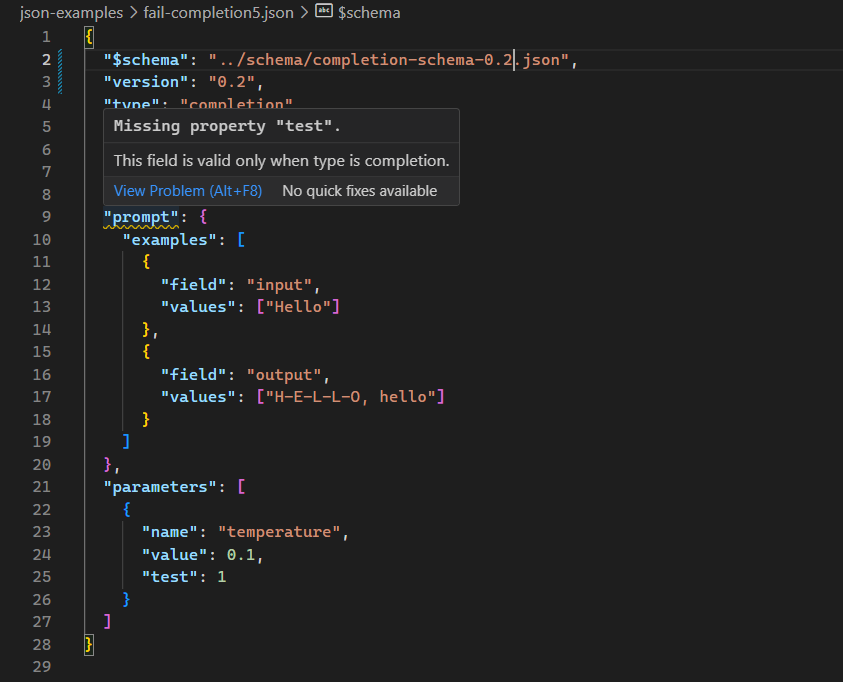 json-examples > fail-completion5.json > abc $schema
1 {
2 "$schema": "../schema/completion-schema-0.2.json",
3 "version": "0.2",
4 "type": "completion"
5 Missing property "test".
6 This field is valid only when type is completion.
7
8 View Problem (Alt+F8) No quick fixes available
9 "prompt": {
10 "examples": [
11 {
12 "field": "input",
13 "values": ["Hello"]
14 },
15 {
16 "field": "output",
17 "values": ["H-E-L-L-O, hello"]
18 }
19 ]
20 },
21 "parameters": [
22 {
23 "name": "temperature",
24 "value": 0.1,
25 "test": 1
26 }
27 ]
28 }
29